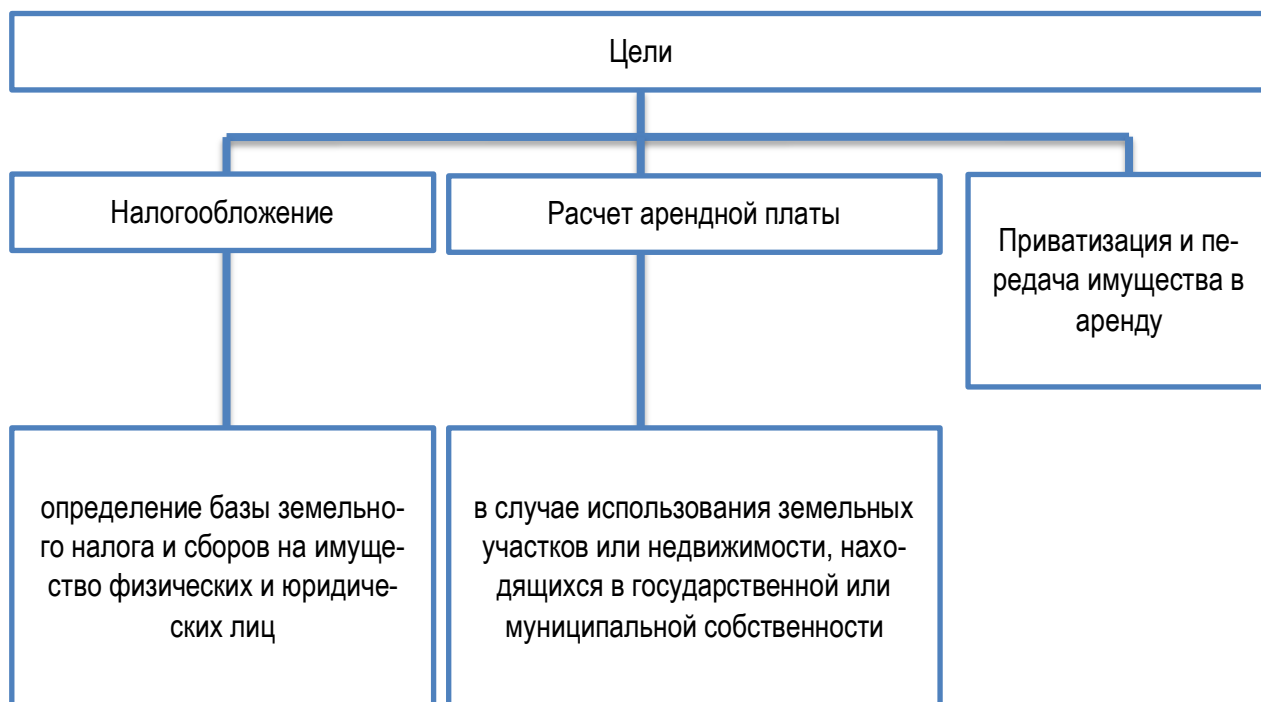 Цели
Налогообложение
Расчет арендной платы
Приватизация и пе-
редача имущества в
аренду
определение базы земельно-
го налога и сборов на имуще-
ство физических и юридиче-
ских лиц
в случае использования земельных
участков или недвижимости, нахо-
дящихся в государственной или
муниципальной собственности